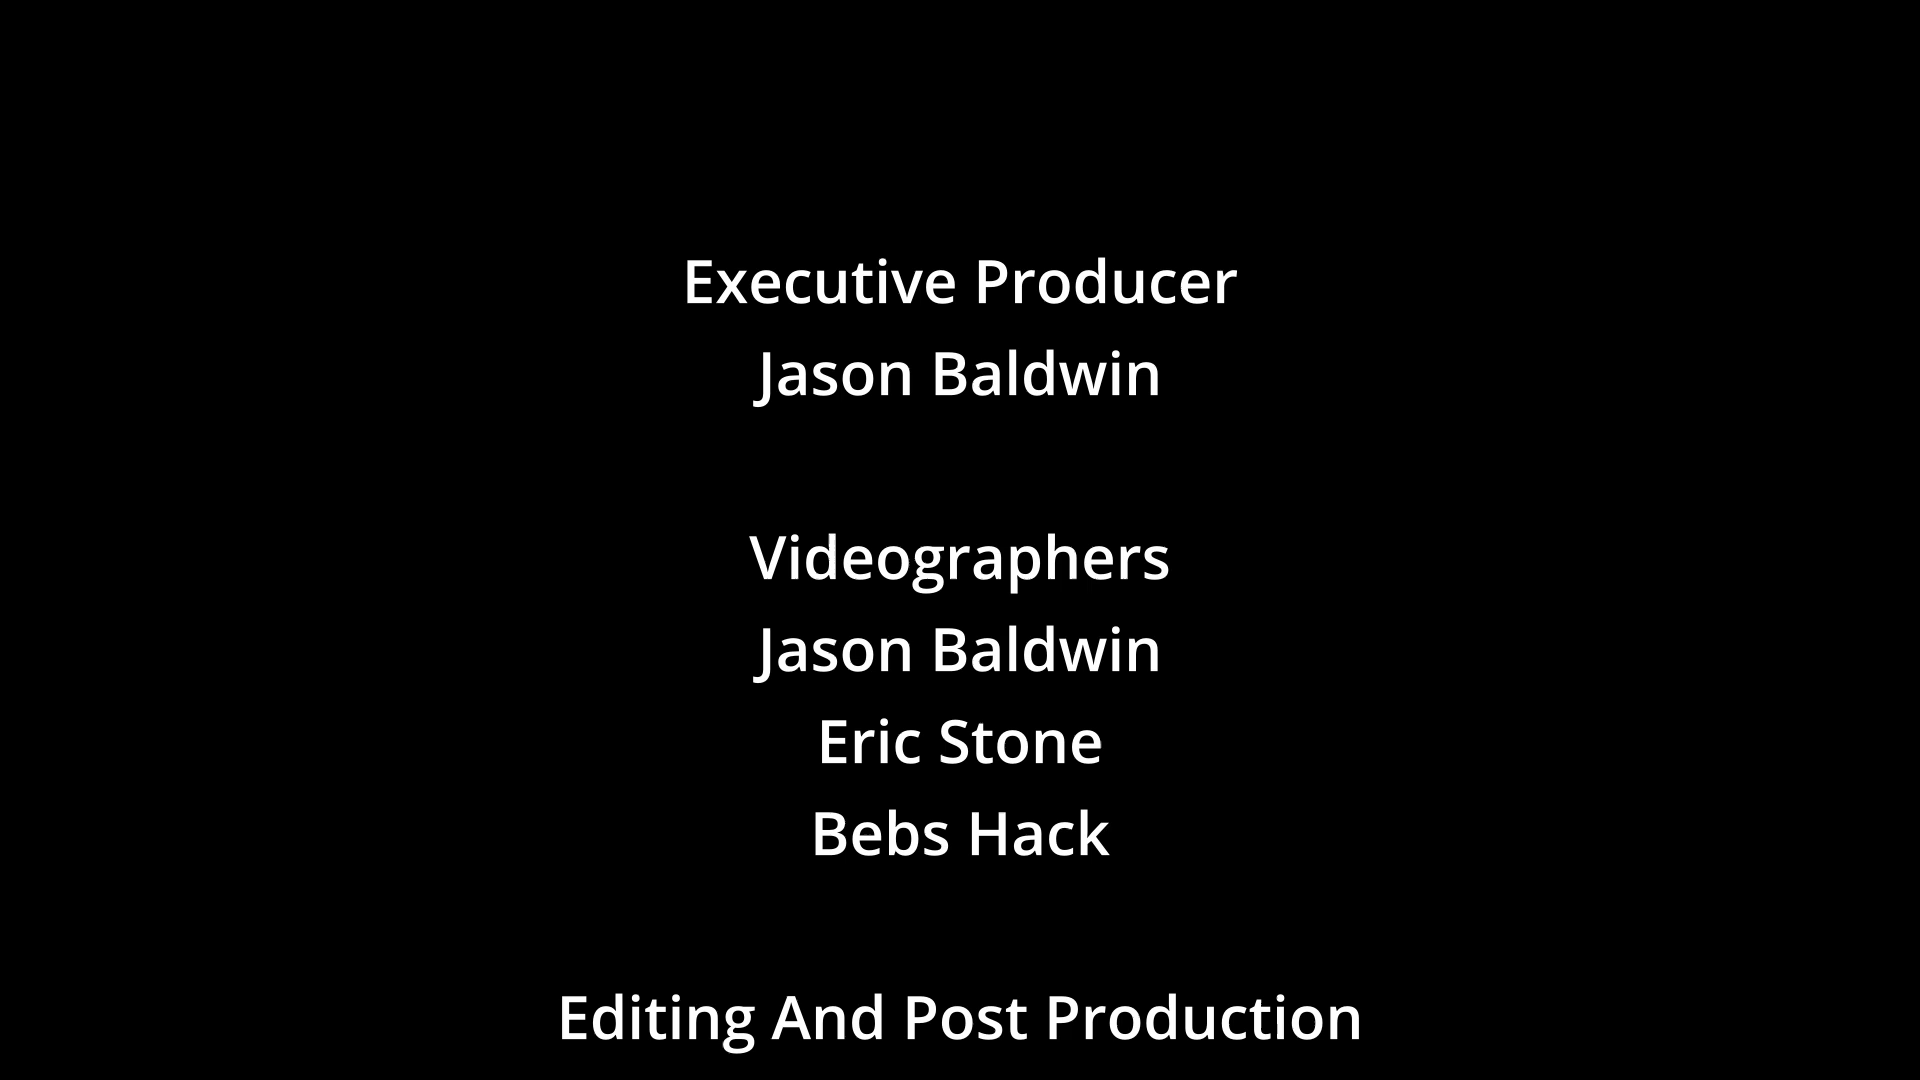 Executive Producer
Jason Baldwin
Videographers
Jason Baldwin
Eric Stone
Bebs Hack
Editing And Post Production